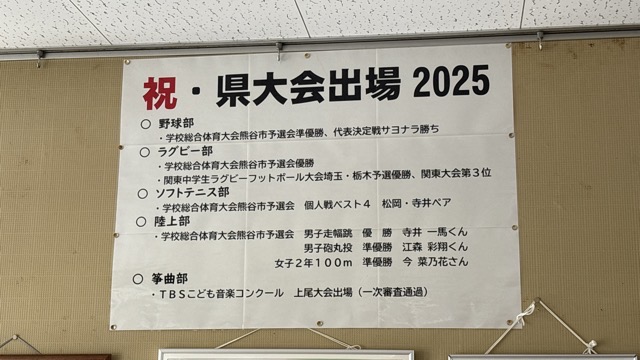 祝・県大会出場 2025
○ 野球部
・学校総合体育大会熊谷市予選会準優勝、代表決定戦サヨナラ勝ち
○ ラグビー部
・学校総合体育大会熊谷市予選会優勝
・関東中学生ラグビーフットボール大会埼玉・栃木予選優勝、関東大会第３位
○ ソフトテニス部
・学校総合体育大会熊谷市予選会　個人戦ベスト４　松岡・寺井ペア
○ 陸上部
・学校総合体育大会熊谷市予選会　男子走幅跳　優　勝　寺井 一馬くん
男子砲丸投　準優勝　江森 彩翔くん
女子２年１００ｍ　準優勝　今 菜乃花さん
○ 箏曲部
・ＴＢＳこども音楽コンクール　上尾大会出場（一次審査通過）